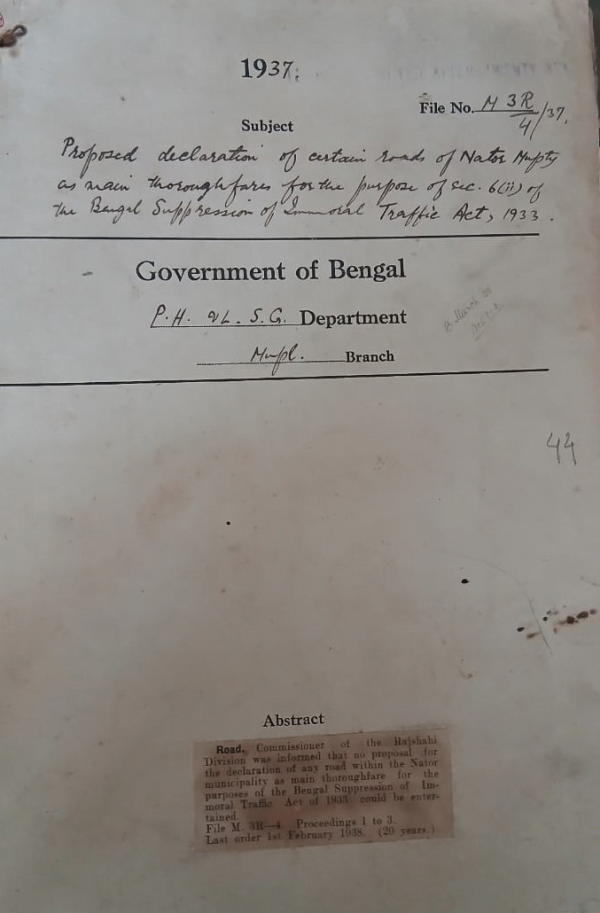 1937.
File No. M 3R/4/37.
Subject
Proposed declaration of certain roads of Nator Mupty
as main thoroughfares for the purpose of sec. 6(ii) of
the Bengal Suppression of Immoral Traffic Act, 1933.
Government of Bengal
P.H. & L. S. G. Department
Mupl. Branch
44
Abstract
Road. Commissioner of the Rajshahi
Division was informed that no proposal for
the declaration of any road within the Nator
municipality as main thoroughfare for the
purposes of the Bengal Suppression of Im-
moral Traffic Act of 1933 could be enter-
tained.
File M. 3R—4. Proceedings 1 to 3.
Last order 1st February 1938. (20 years.)